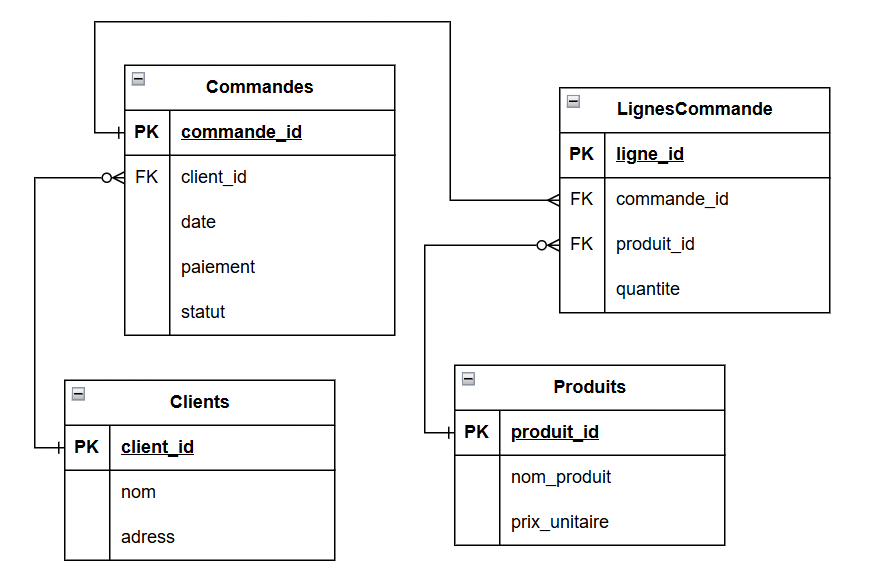 Commandes
PK commande_id
FK client_id
date
paiement
statut
LignesCommande
PK ligne_id
FK commande_id
FK produit_id
quantite
Clients
PK client_id
nom
adress
Produits
PK produit_id
nom_produit
prix_unitaire